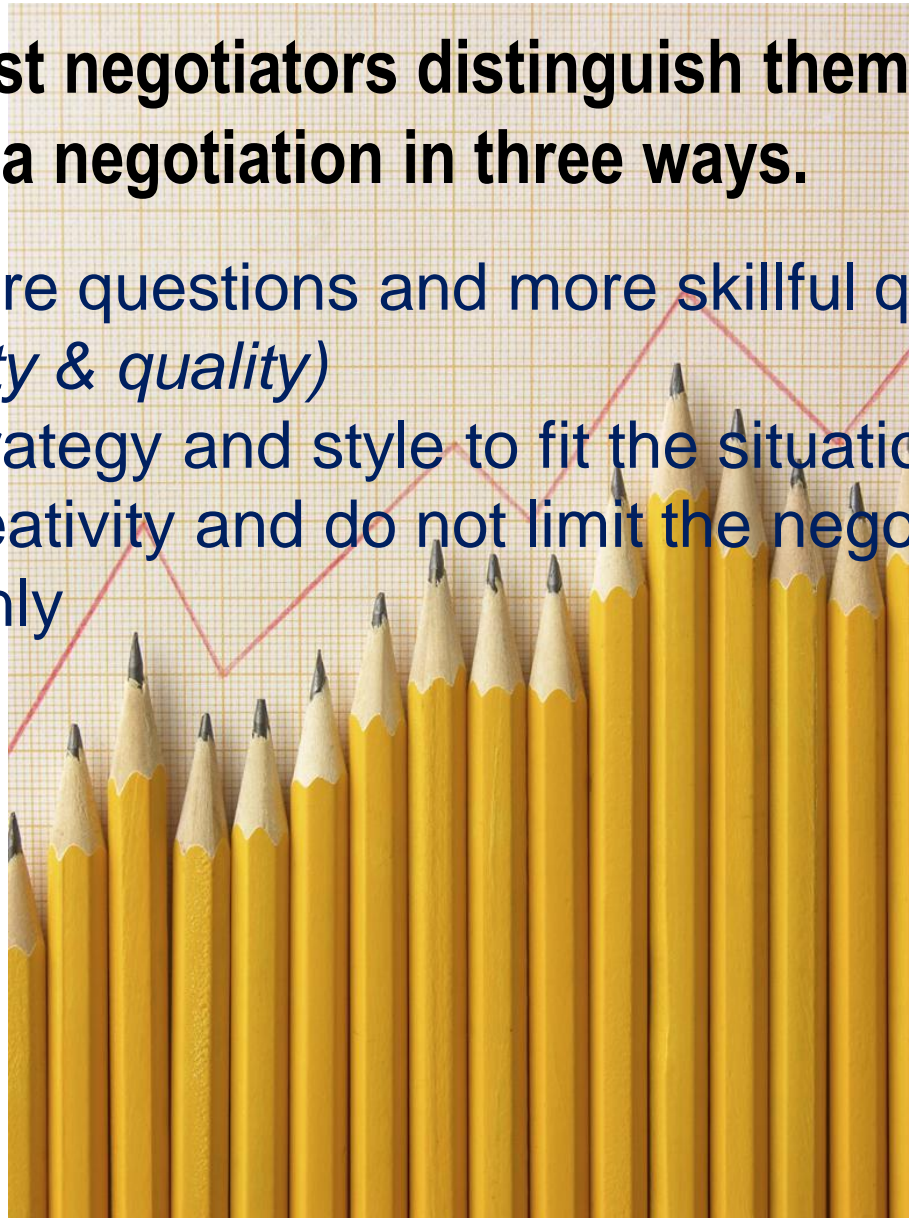 st negotiators distinguish them
a negotiation in three ways.
re questions and more skillful q
ty & quality)
rategy and style to fit the situatio
eativity and do not limit the nego
nly